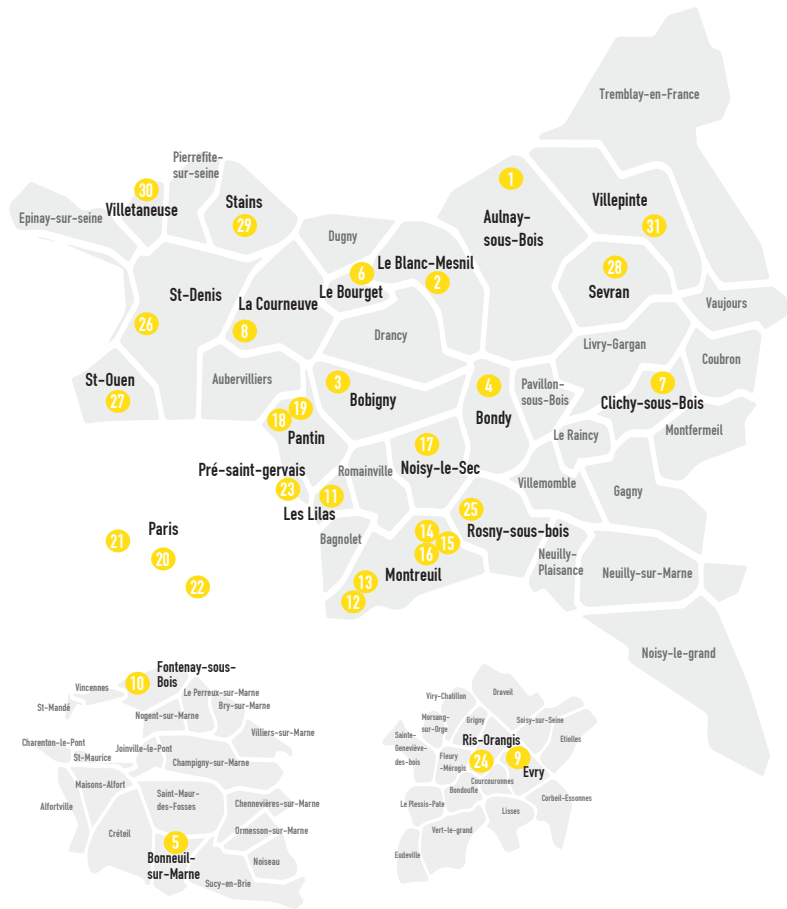 Tremblay-en-France
Pierrefite-
sur-seine
30
Villetaneuse
Epinay-sur-seine
Stains
29
1
Aulnay-
sous-Bois
Villepinte
31
Dugny
Le Blanc-Mesnil
6
2
Le Bourget
28
Sevran
St-Denis
26
La Courneuve
8
Drancy
Vaujours
Livry-Gargan
Coubron
St-Ouen
27
Aubervilliers
3
Bobigny
4
Bondy
Pavillon-
sous-Bois
7
Clichy-sous-Bois
19
18
Pantin
17
Noisy-le-Sec
Le Raincy
Montfermeil
Pré-saint-gervais
23
Romainville
11
Les Lilas
Villemomble
Gagny
25
Rosny-sous-bois
Paris
21
20
22
Bagnolet
14
15
16
Montreuil
13
12
Neuilly-
Plaisance
Neuilly-sur-Marne
Noisy-le-grand
Fontenay-sous-
Bois
10
Vincennes
Le Perreux-sur-Marne
Bry-sur-Marne
St-Mandé
Nogent-sur-Marne
Villiers-sur-Marne
Charenton-le-Pont
Joinville-le-Pont
St-Maurice
Champigny-sur-Marne
Maisons-Alfort
Saint-Maur-
des-Fosses
Alfortville
Chennevières-sur-Marne
Créteil
Ormesson-sur-Marne
5
Bonneuil-
sur-Marne
Noiseau
Sucy-en-Brie
Draveil
Viry-Chatillon
Morsang-
sur-Orge
Grigny
Soisy-sur-Seine
Sainte-
Geneviève-
des-bois
Ris-Orangis
Etiolles
Fleury
-Mérogis
24
9
Evry
Courcouronnes
Bondoufle
Le Plessis-Pate
Lisses
Corbeil-Essonnes
Vert-le-grand
Eudeville